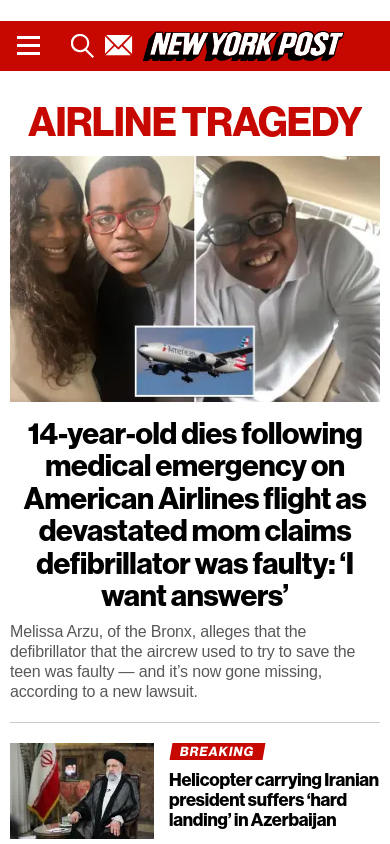 NEW YORK POST
AIRLINE TRAGEDY
American
14-year-old dies following
medical emergency on
American Airlines flight as
devastated mom claims
defibrillator was faulty: ‘I
want answers’
Melissa Arzu, of the Bronx, alleges that the
defibrillator that the aircrew used to try to save the
teen was faulty — and it’s now gone missing,
according to a new lawsuit.
BREAKING
Helicopter carrying Iranian
president suffers ‘hard
landing’ in Azerbaijan